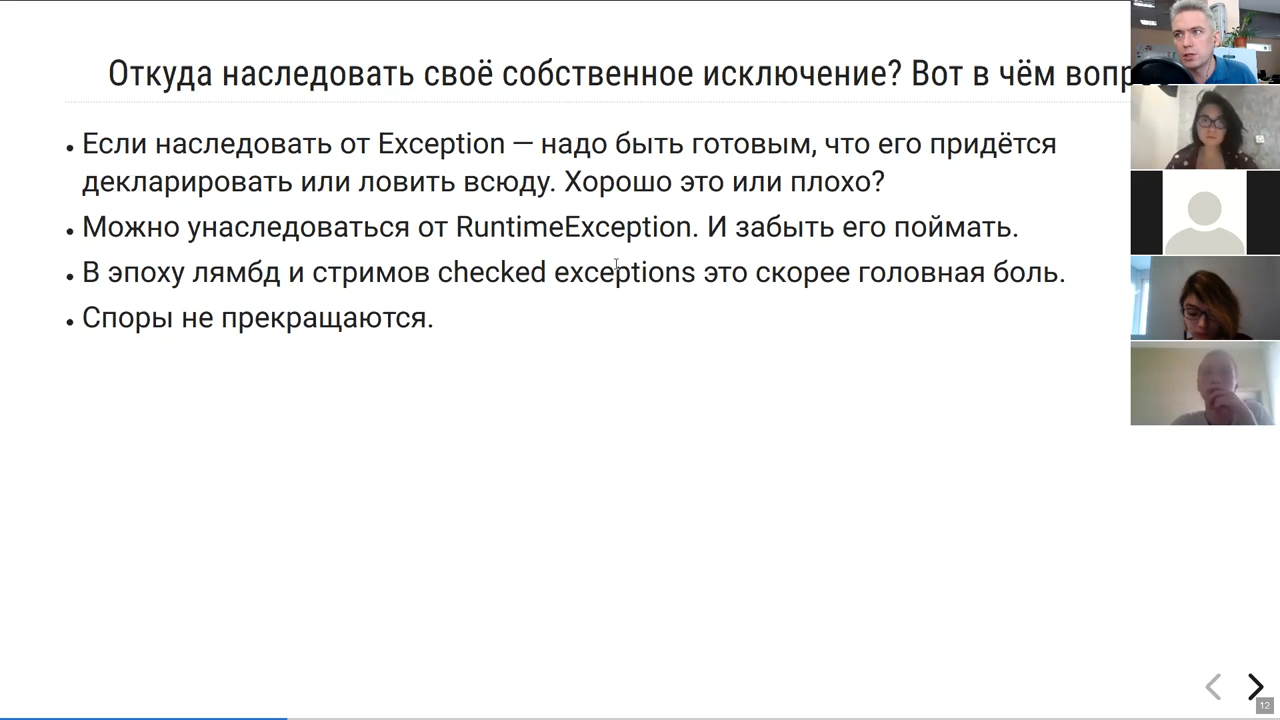 Откуда наследовать своё собственное исключение? Вот в чём вопр
Если наследовать от Exception — надо быть готовым, что его придётся
декларировать или ловить всюду. Хорошо это или плохо?
Можно унаследоваться от RuntimeException. И забыть его поймать.
В эпоху лямбд и стримов checked exceptions это скорее головная боль.
Споры не прекращаются.
12